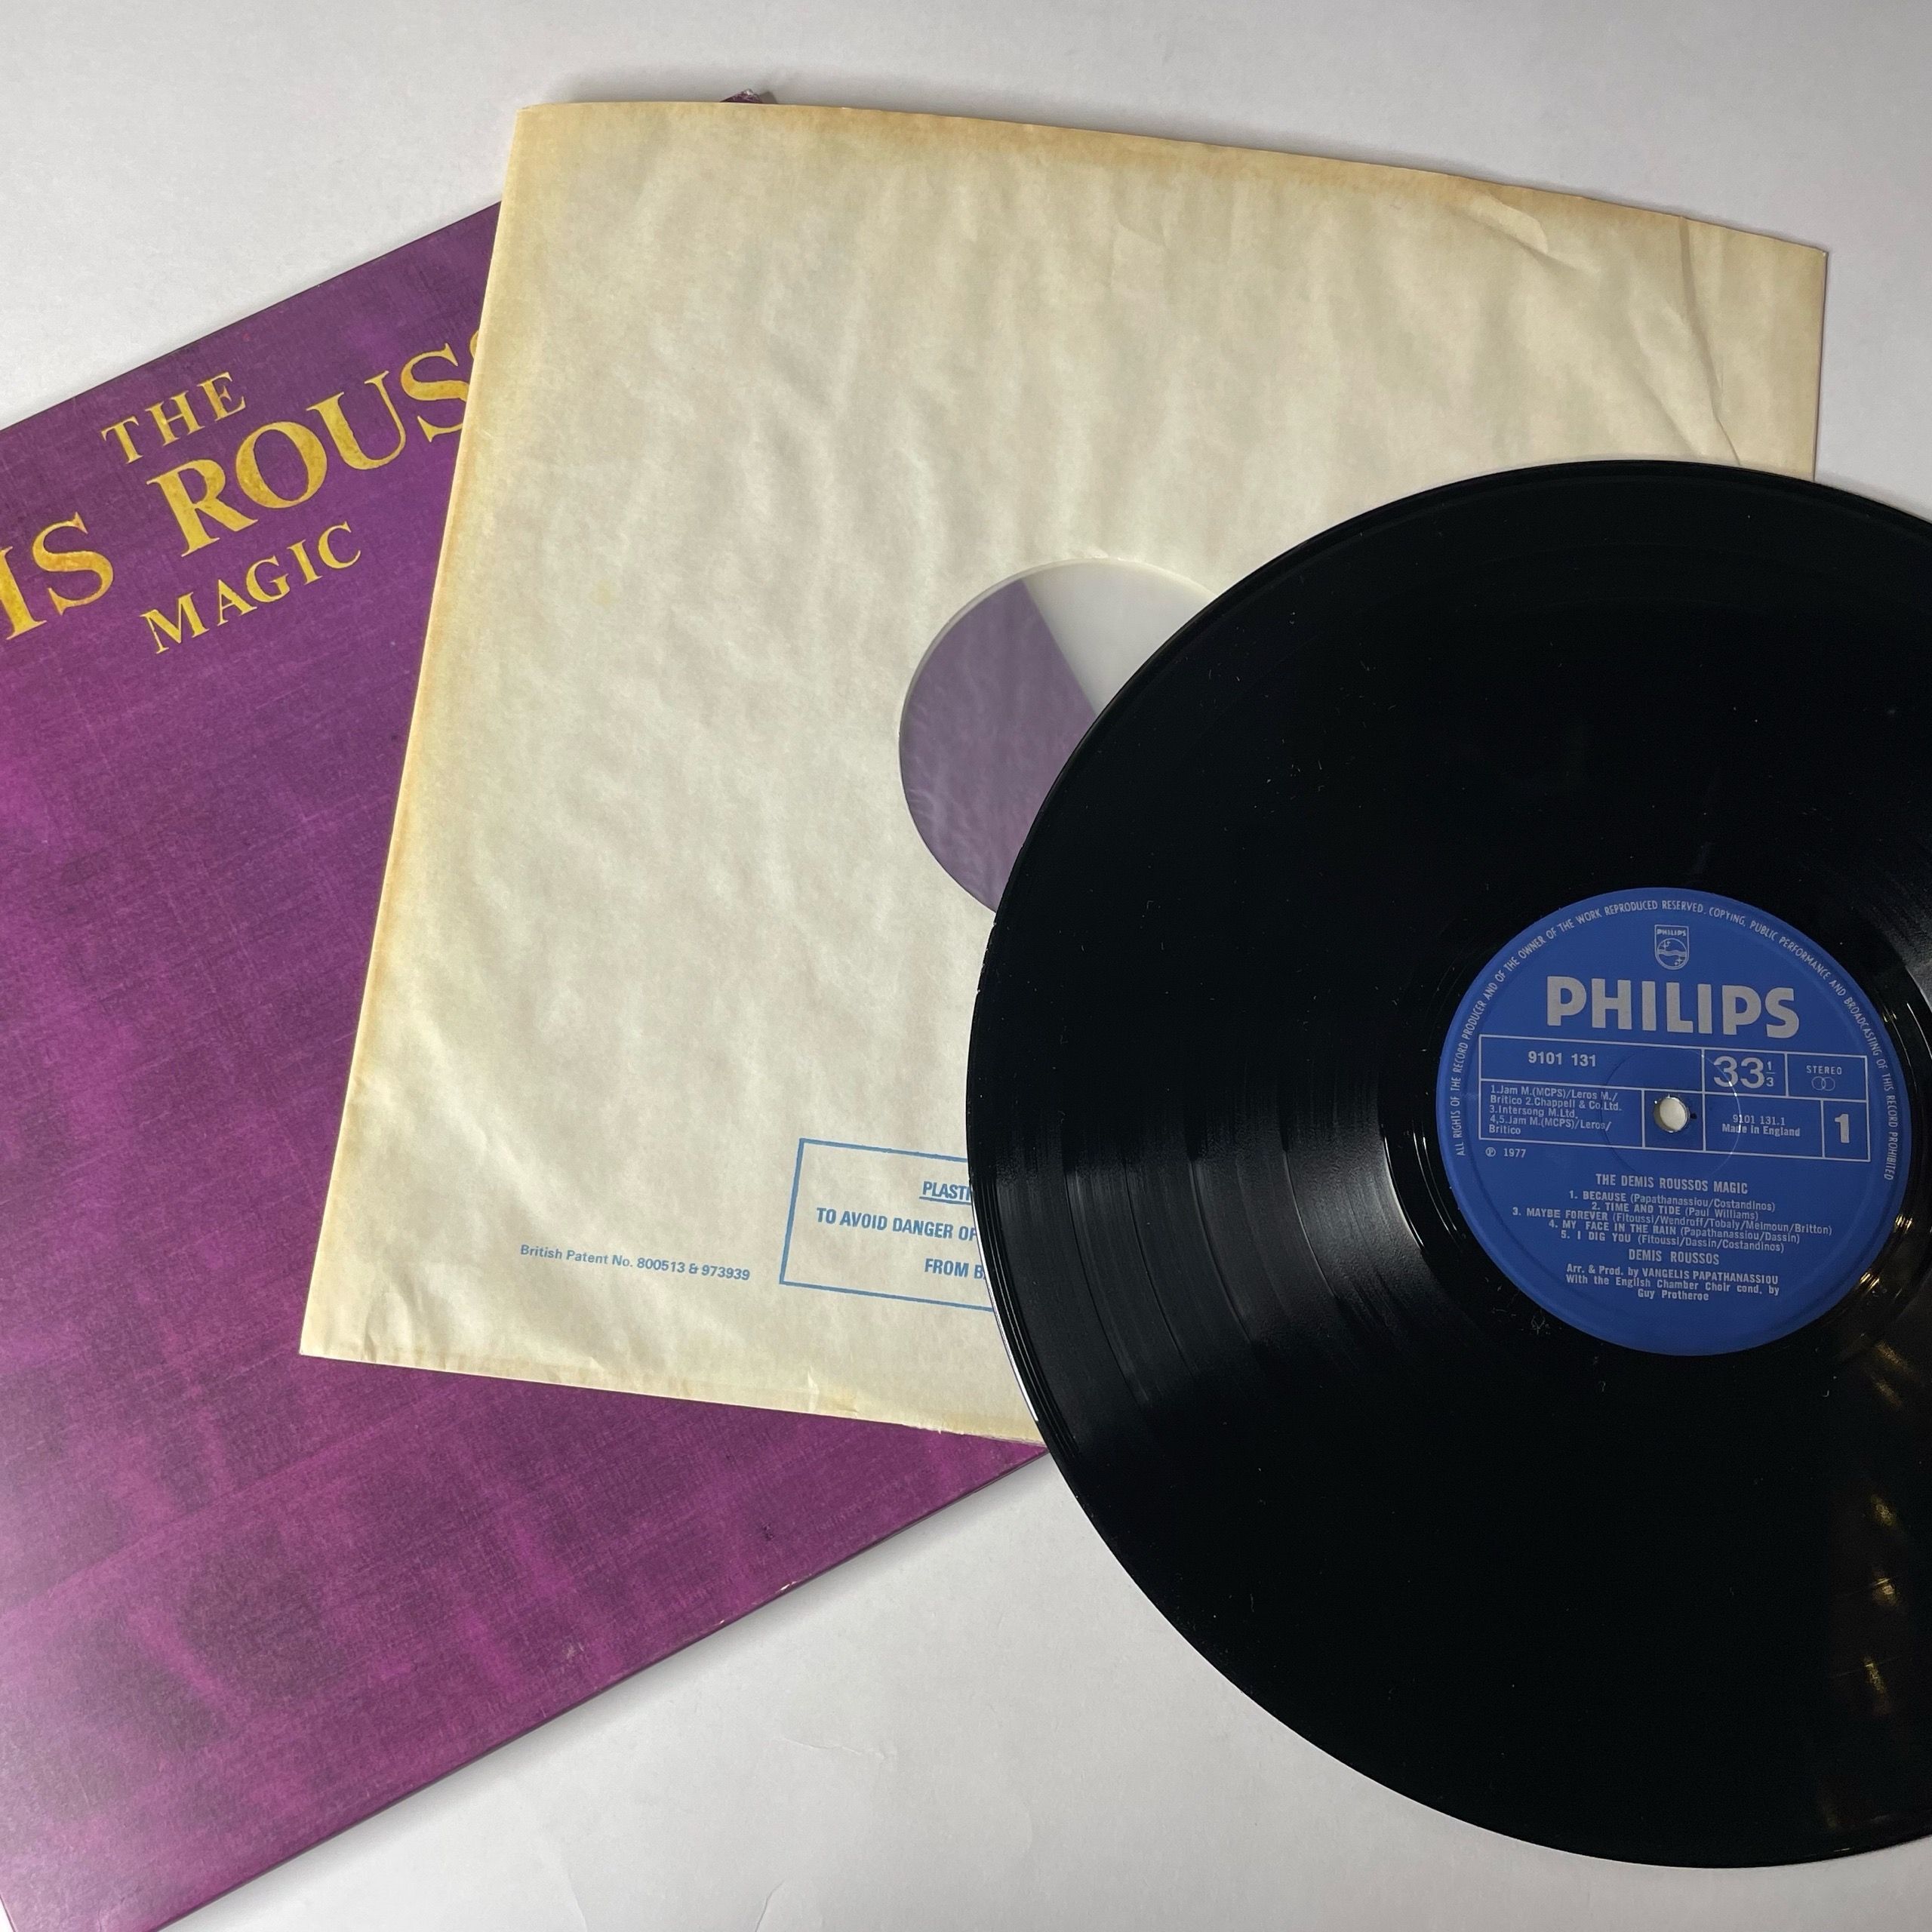 THE
IS ROUSS
MAGIC
British Patent No. 800513 & 973939
PLASTI
TO AVOID DANGER OF
FROM B
ALL RIGHTS OF THE RECORD PRODUCER AND OF THE OWNER OF THE WORK REPRODUCED RESERVED. COPYING, PUBLIC PERFORMANCE AND BROADCASTING OF THIS RECORD PROHIBITED
PHILIPS
PHILIPS
9101 131
33 1/3
STEREO
1.Jam M.(MCPS)/Leros M./
Britico 2.Chappell & Co.Ltd.
3.Intersong M.Ltd.
4,5.Jam M.(MCPS)/Leros/
Britico
9101 131.1
Made in England
1
℗ 1977
THE DEMIS ROUSSOS MAGIC
1. BECAUSE (Papathanassiou/Costandinos)
2. TIME AND TIDE (Paul Williams)
3. MAYBE FOREVER (Fitoussi/Wendroff/Tobaly/Meimoun/Britton)
4. MY FACE IN THE RAIN (Papathanassiou/Dassin)
5. I DIG YOU (Fitoussi/Dassin/Costandinos)
DEMIS ROUSSOS
Arr. & Prod. by VANGELIS PAPATHANASSIOU
With the English Chamber Choir cond. by
Guy Protheroe